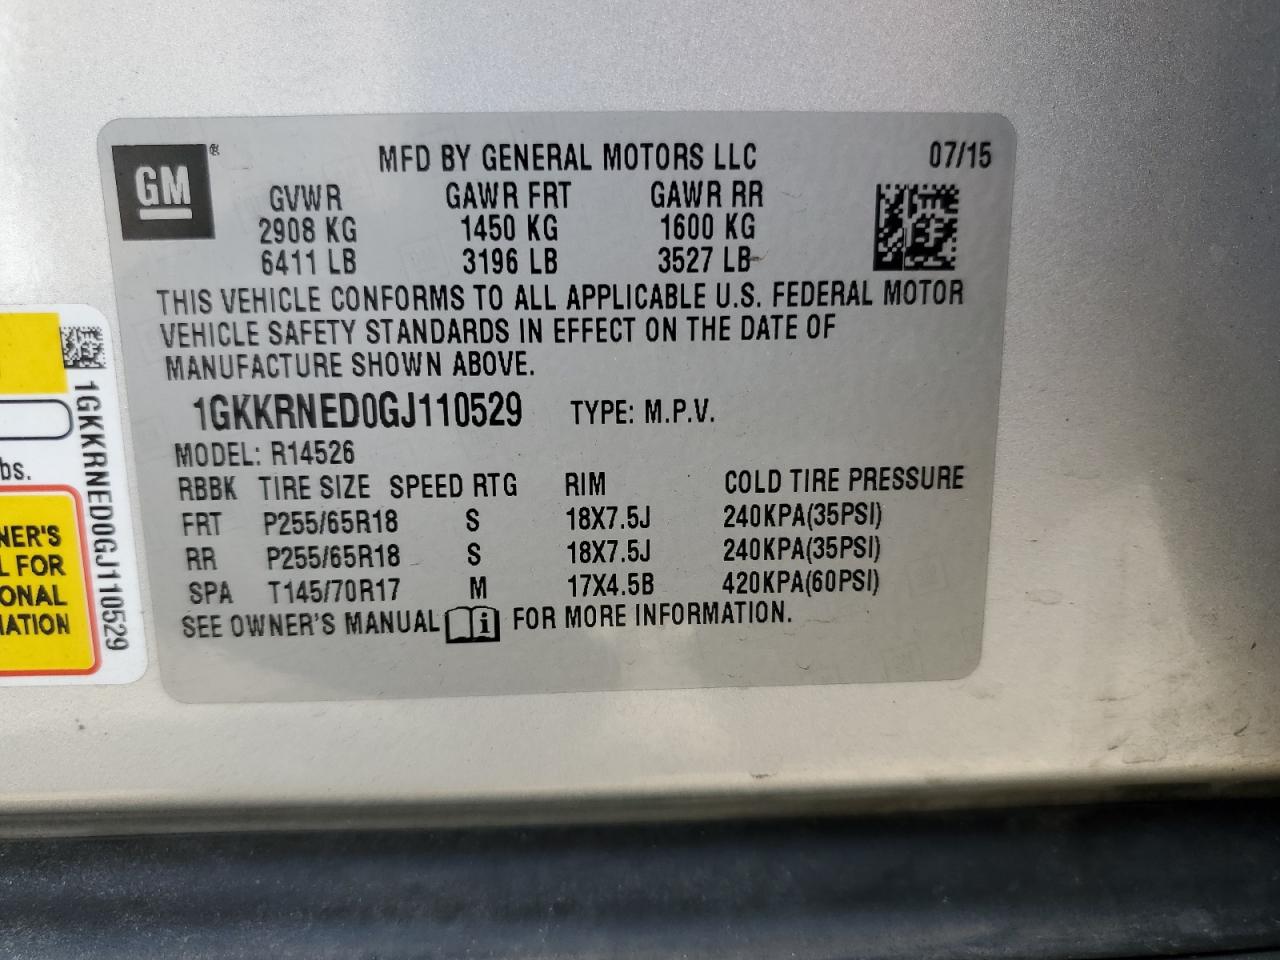 GM ®
MFD BY GENERAL MOTORS LLC 07/15
GVWR GAWR FRT GAWR RR
2908 KG 1450 KG 1600 KG
6411 LB 3196 LB 3527 LB
THIS VEHICLE CONFORMS TO ALL APPLICABLE U.S. FEDERAL MOTOR
VEHICLE SAFETY STANDARDS IN EFFECT ON THE DATE OF
MANUFACTURE SHOWN ABOVE.
1GKKRNED0GJ110529 TYPE: M.P.V.
MODEL: R14526
RBBK TIRE SIZE SPEED RTG RIM COLD TIRE PRESSURE
FRT P255/65R18 S 18X7.5J 240KPA(35PSI)
RR P255/65R18 S 18X7.5J 240KPA(35PSI)
SPA T145/70R17 M 17X4.5B 420KPA(60PSI)
SEE OWNER'S MANUAL i FOR MORE INFORMATION.
1GKKRNED0GJ110529
bs.
NER'S
L FOR
ONAL
MATION